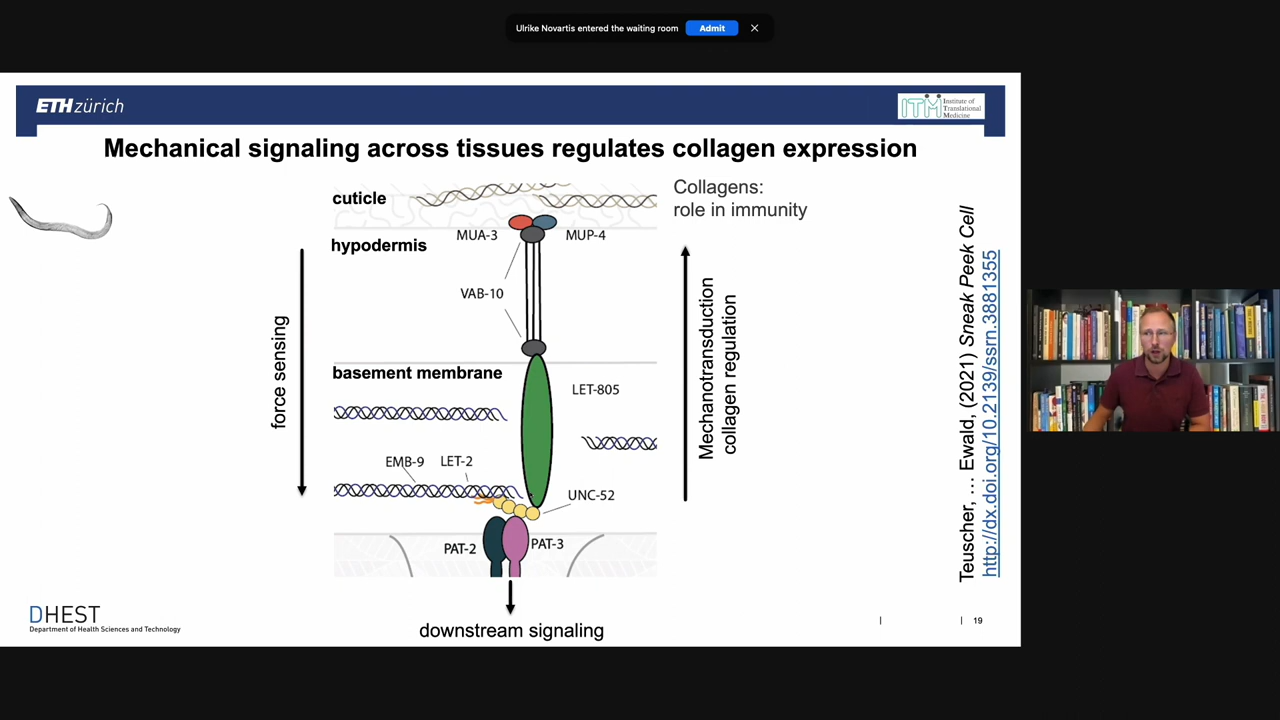 Ulrike Novartis entered the waiting room
Admit
ETH zürich
ITM Institute of
Translational
Medicine
Mechanical signaling across tissues regulates collagen expression
cuticle
Collagens:
role in immunity
MUA-3
MUP-4
hypodermis
VAB-10
force sensing
Mechanotransduction
collagen regulation
basement membrane
LET-805
EMB-9
LET-2
UNC-52
PAT-2
PAT-3
downstream signaling
Teuscher, … Ewald, (2021) Sneak Peek Cell
http://dx.doi.org/10.2139/ssrn.3881355
DHEST
Department of Health Sciences and Technology
| | 19